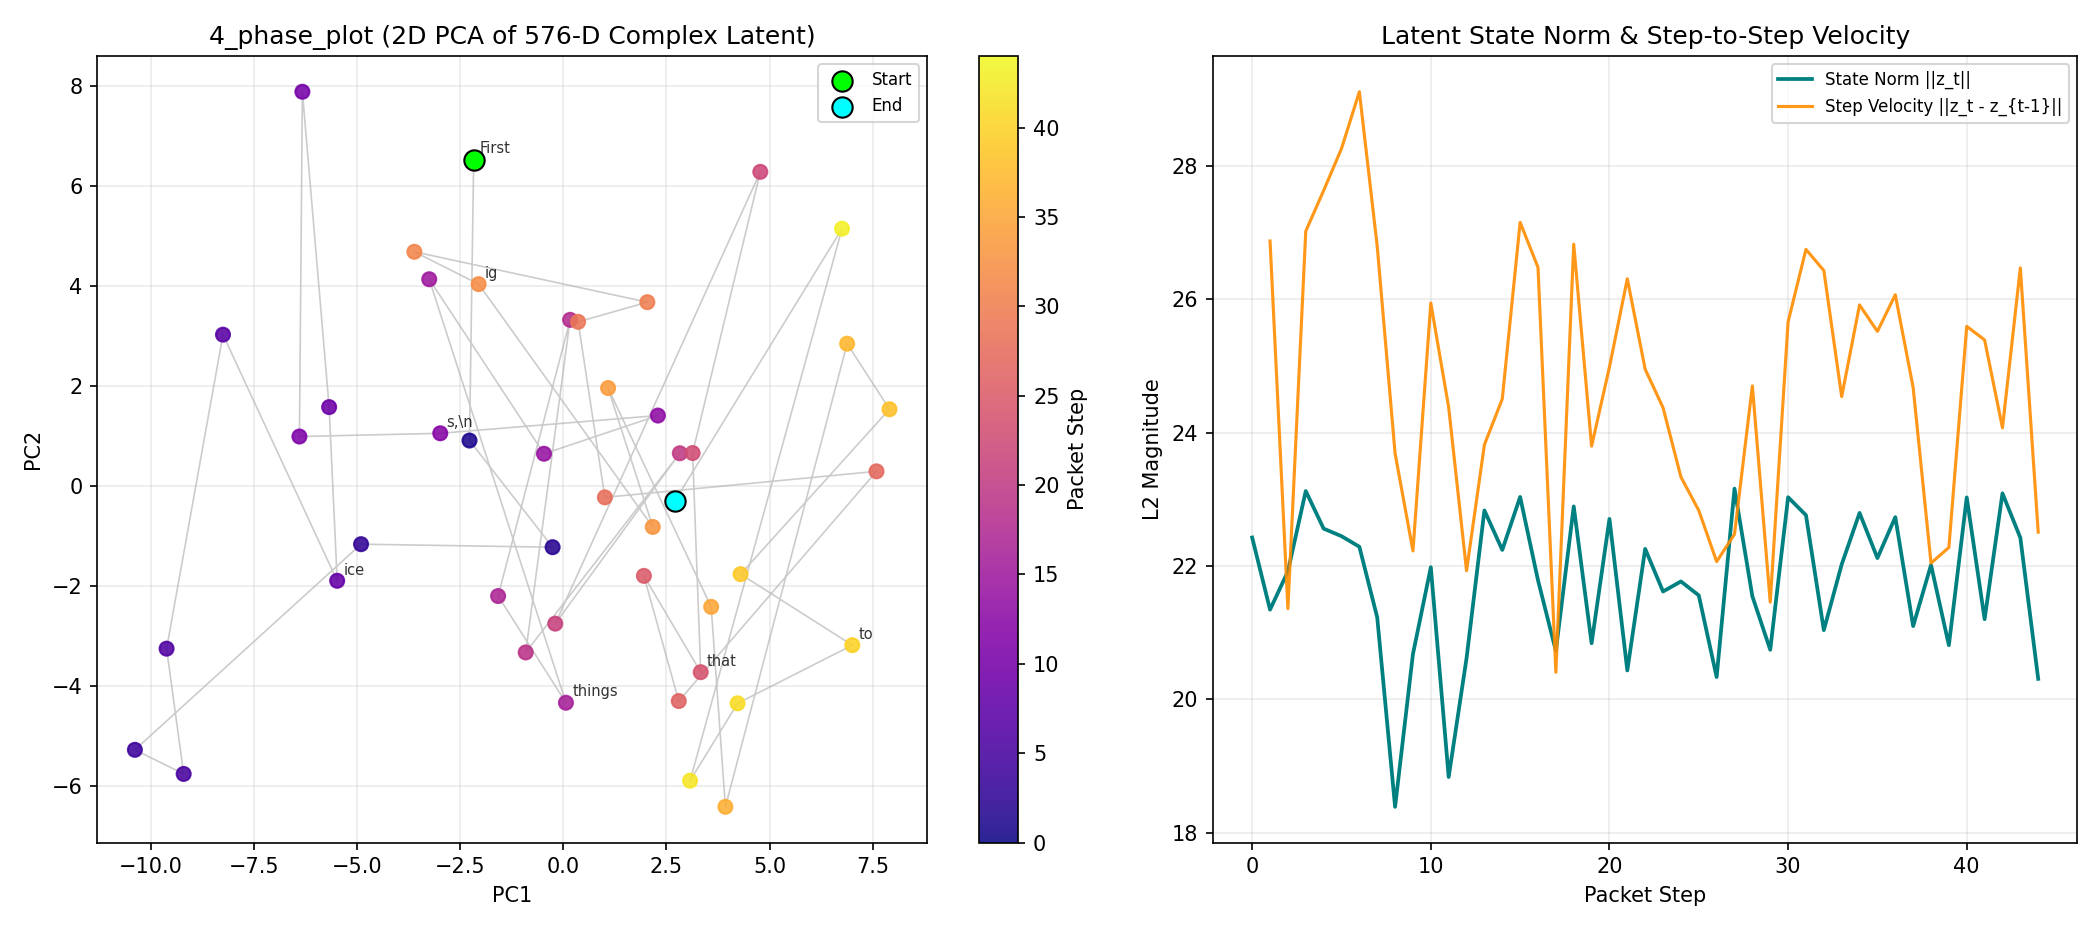 4_phase_plot (2D PCA of 576-D Complex Latent)
Start
End
First
ig
s,\n
ice
to
that
things
8
6
4
2
0
−2
−4
−6
PC2
−10.0 −7.5 −5.0 −2.5 0.0 2.5 5.0 7.5
PC1
40
35
30
25
20
15
10
5
0
Packet Step
Latent State Norm & Step-to-Step Velocity
State Norm ||z_t||
Step Velocity ||z_t - z_{t-1}||
28
26
24
22
20
18
L2 Magnitude
0 10 20 30 40
Packet Step